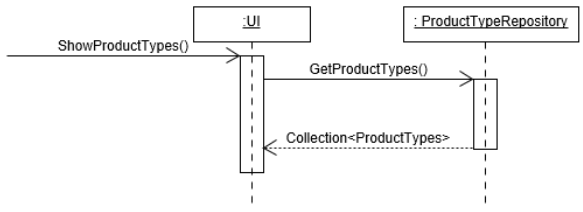 :UI
: ProductTypeRepository
ShowProductTypes()
GetProductTypes()
Collection<ProductTypes>